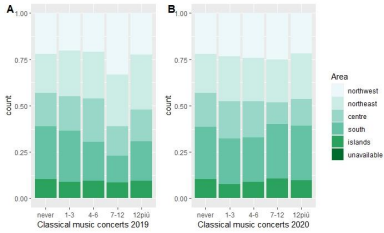 A
B
1.00
0.75
0.50
0.25
0.00
count
never 1-3 4-6 7-12 12piú
Classical music concerts 2019
1.00
0.75
0.50
0.25
0.00
count
never 1-3 4-6 7-12 12piú
Classical music concerts 2020
Area
northwest
northeast
centre
south
islands
unavailable